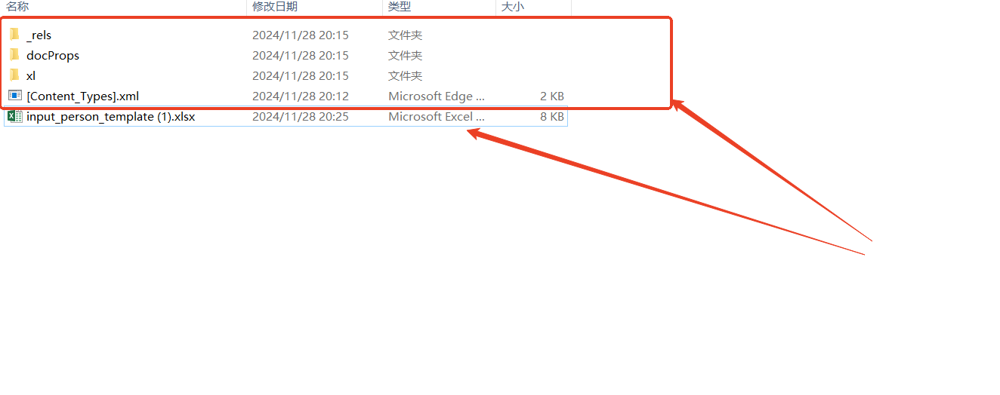 名称 修改日期 类型 大小
_rels 2024/11/28 20:15 文件夹
docProps 2024/11/28 20:15 文件夹
xl 2024/11/28 20:15 文件夹
[Content_Types].xml 2024/11/28 20:12 Microsoft Edge ... 2 KB
input_person_template (1).xlsx 2024/11/28 20:25 Microsoft Excel ... 8 KB